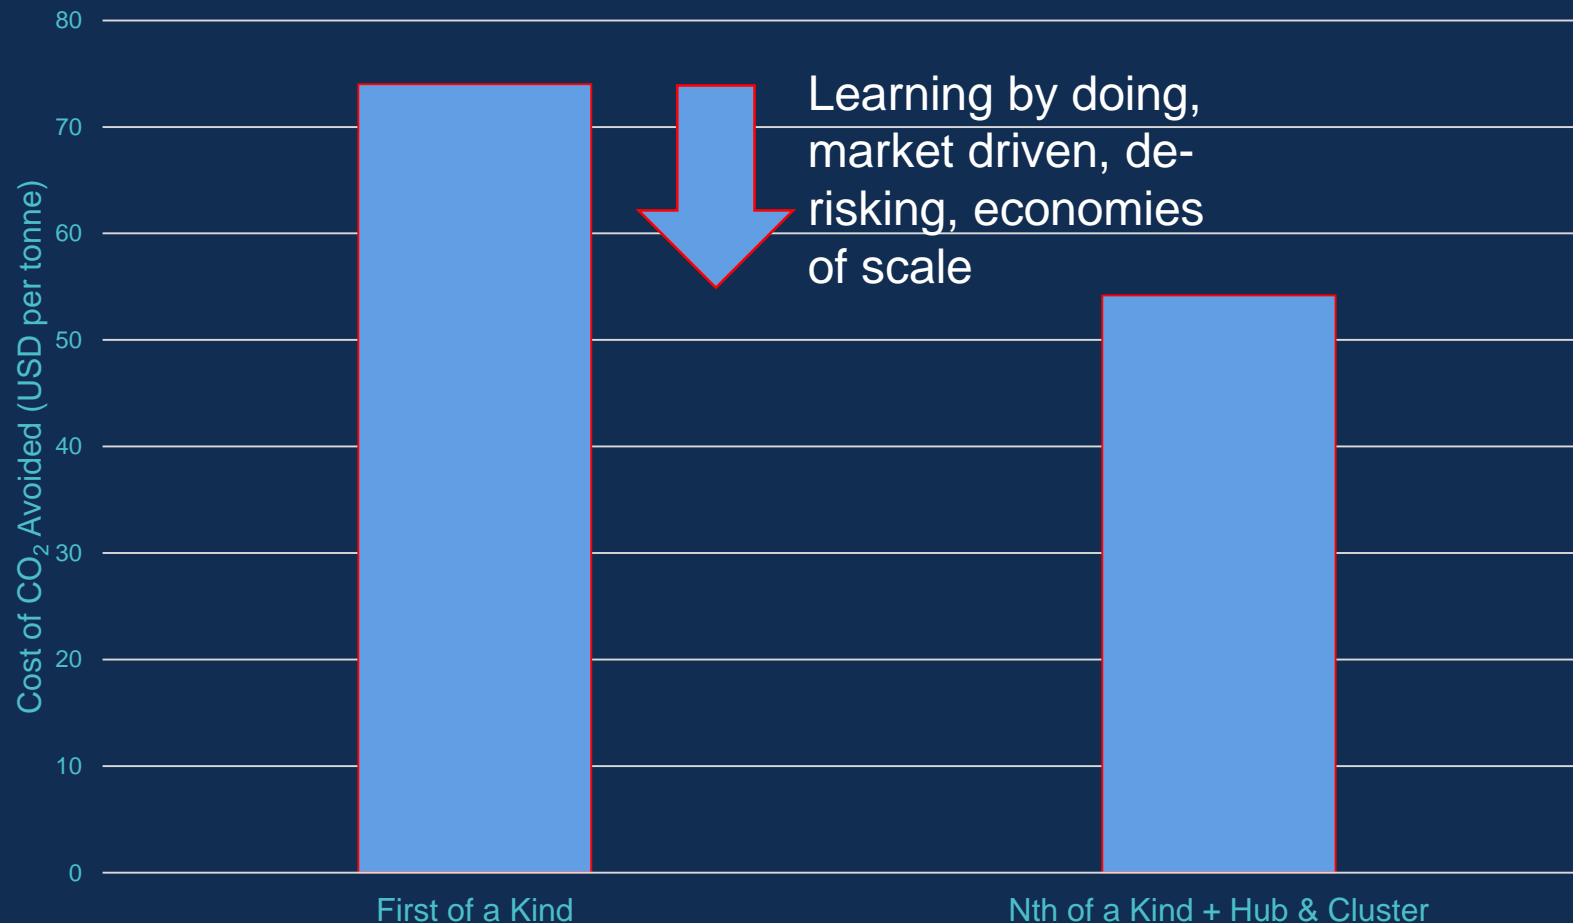 80
70
60
50
40
30
20
10
0
Cost of CO₂ Avoided (USD per tonne)
Learning by doing,
market driven, de-
risking, economies
of scale
First of a Kind
Nth of a Kind + Hub & Cluster